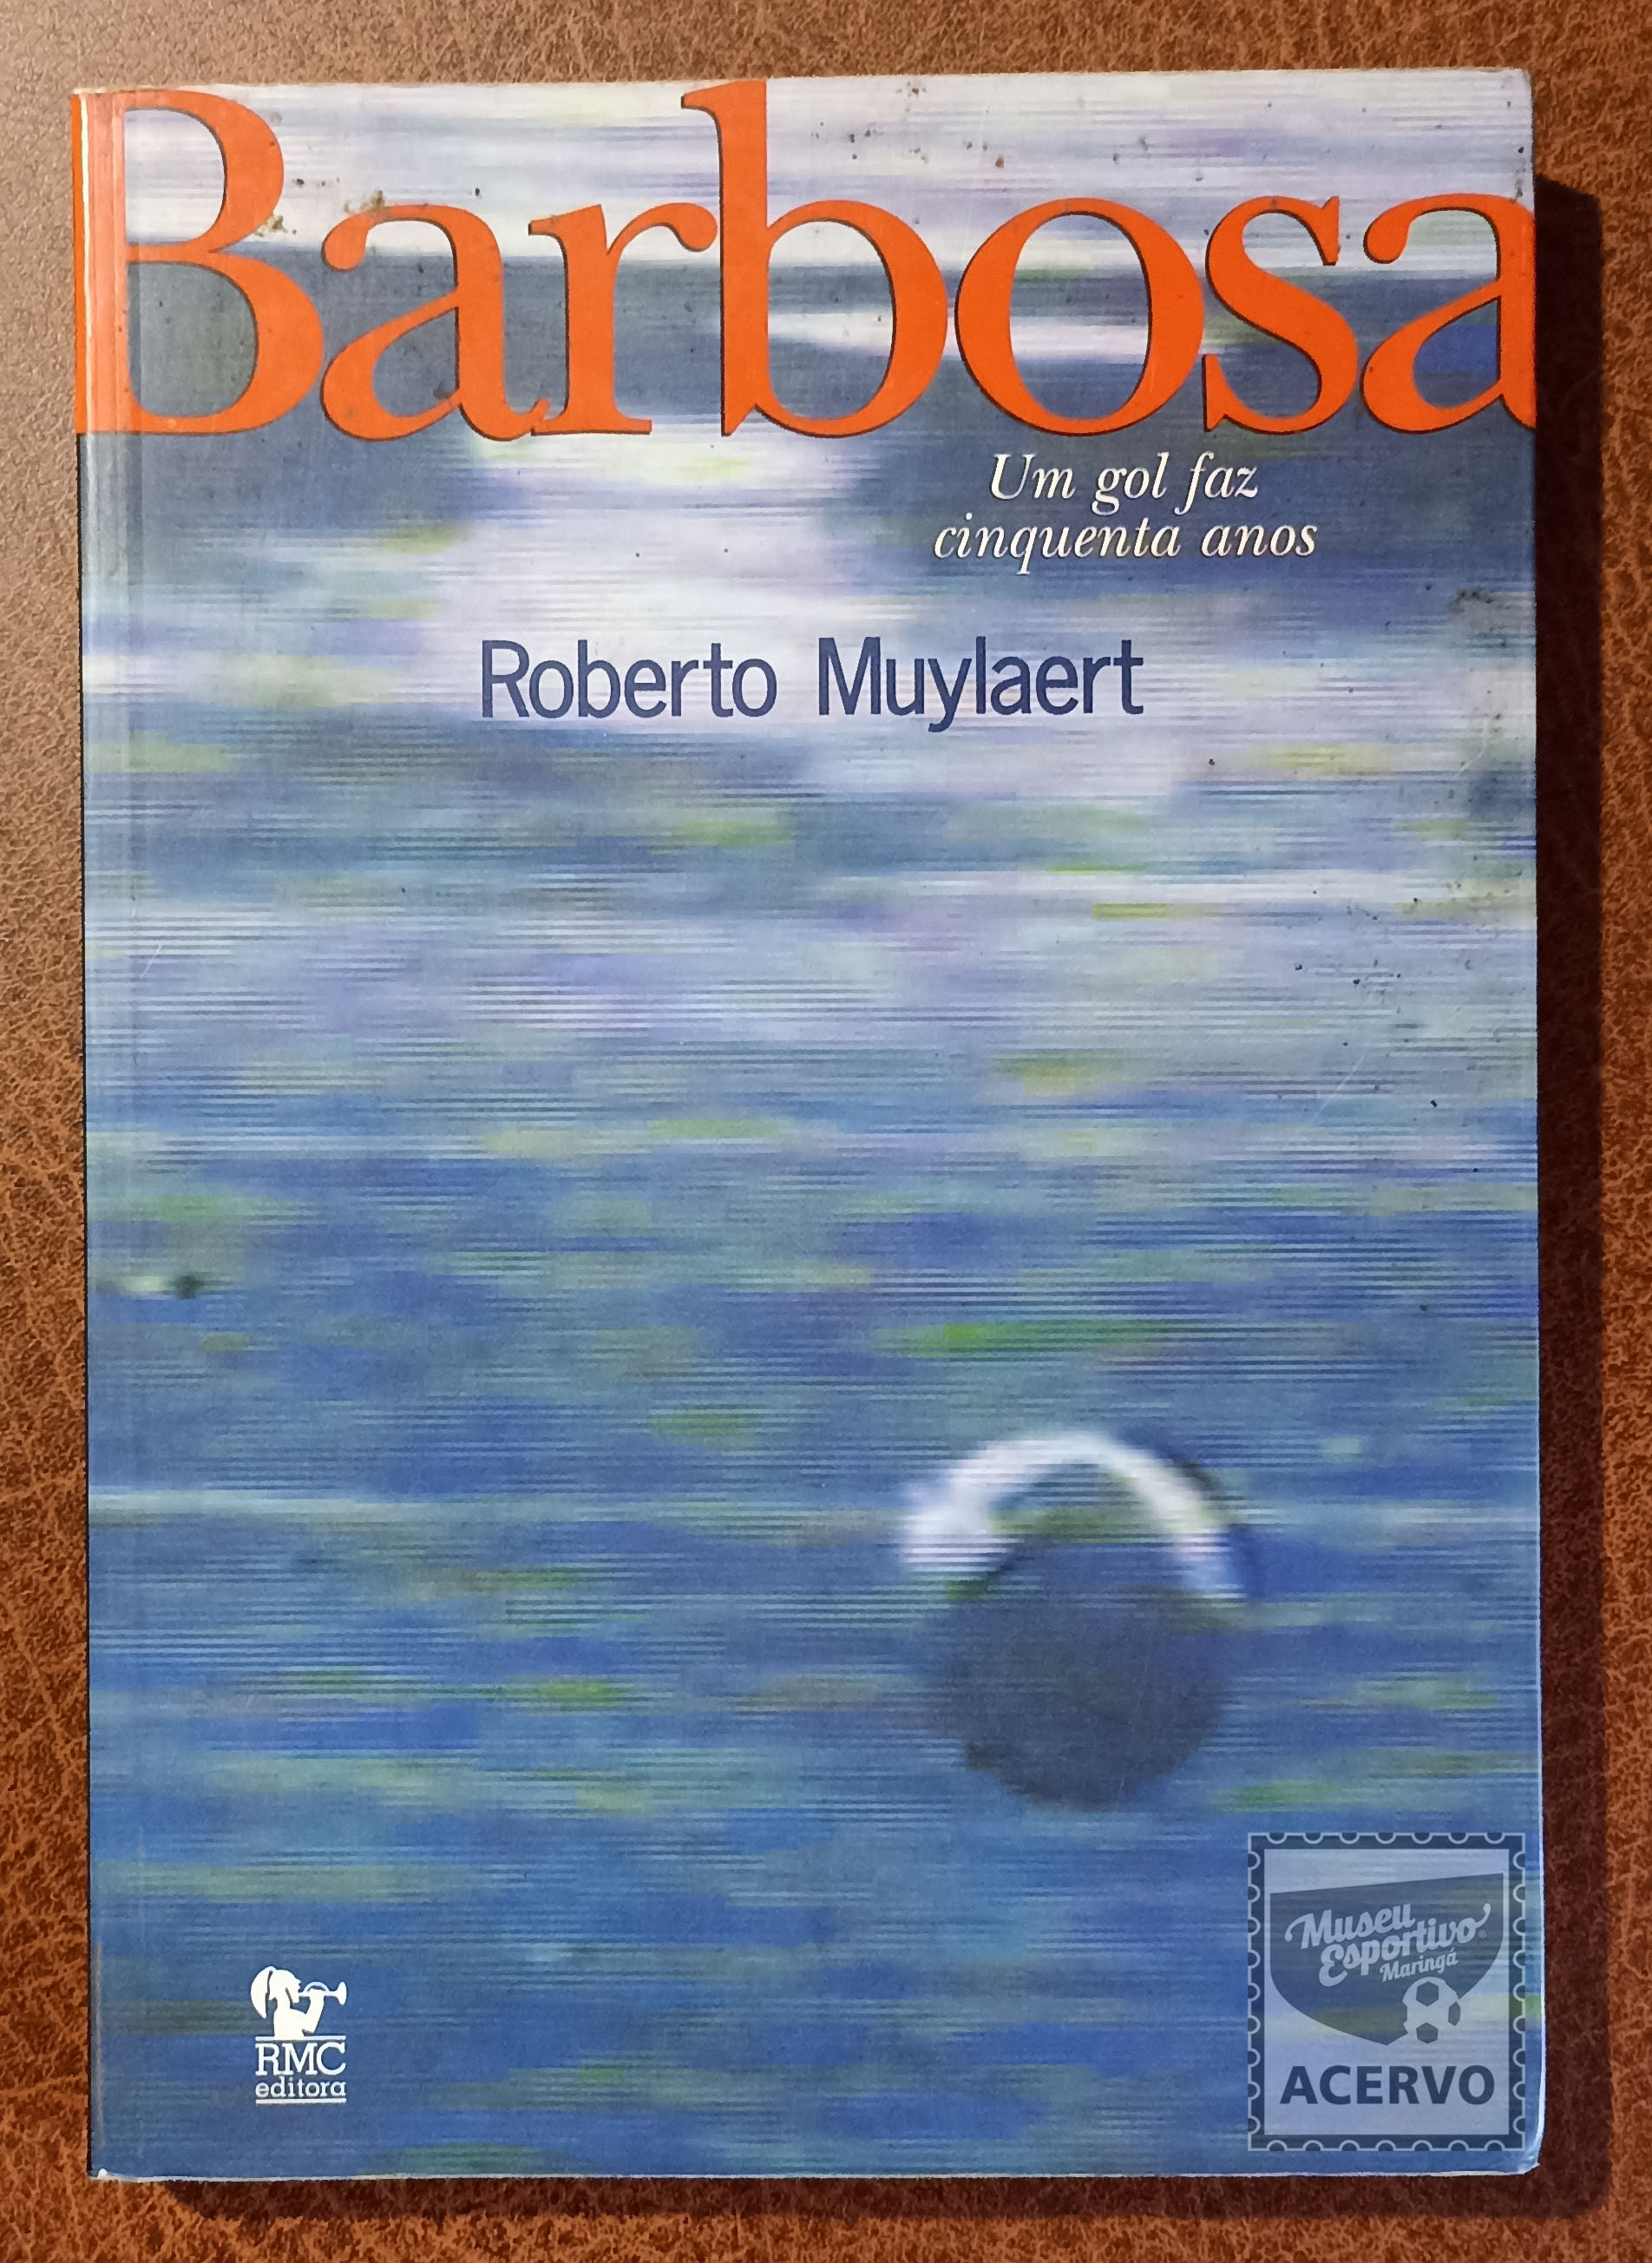 Barbosa
Um gol faz
cinquenta anos
Roberto Muylaert
RMC
editora
Museu
Esportivo
Maringá
ACERVO